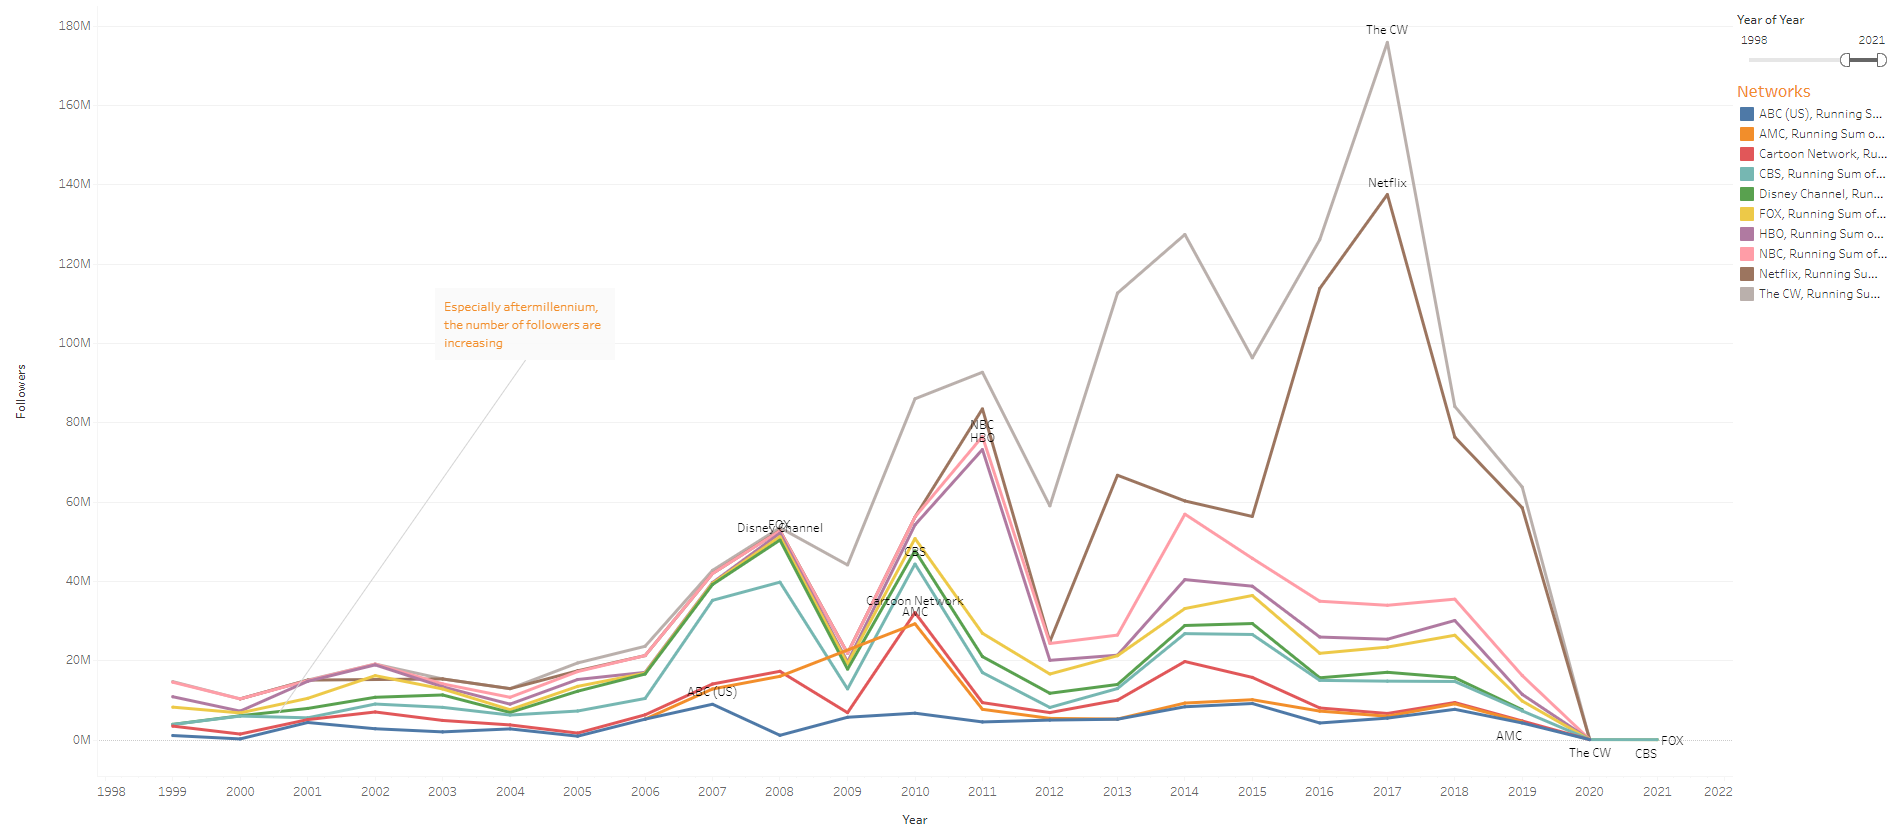 180M
160M
140M
120M
100M
80M
60M
40M
20M
0M
Followers
The CW
Netflix
NBC
HBO
FOX
Disney Channel
CBS
Cartoon Network
AMC
ABC (US)
Especially aftermillennium,
the number of followers are
increasing
AMC
The CW
FOX
CBS
1998 1999 2000 2001 2002 2003 2004 2005 2006 2007 2008 2009 2010 2011 2012 2013 2014 2015 2016 2017 2018 2019 2020 2021 2022
Year
Year of Year
1998 2021
Networks
ABC (US), Running S...
AMC, Running Sum o...
Cartoon Network, Ru...
CBS, Running Sum of...
Disney Channel, Run...
FOX, Running Sum of...
HBO, Running Sum o...
NBC, Running Sum of...
Netflix, Running Su...
The CW, Running Su...